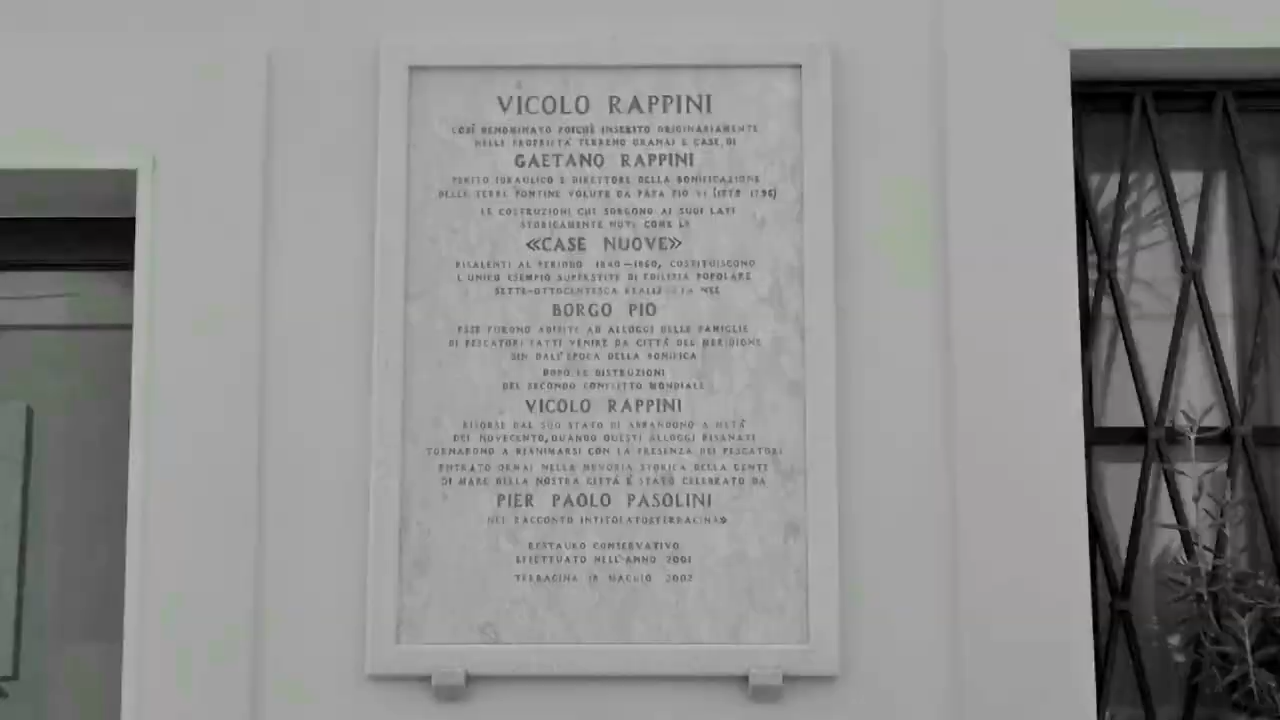 VICOLO RAPPINI
COSÌ DENOMINATO POICHÈ INSERITO ORIGINARIAMENTE
NELLE PROPRIETÀ TERRENO GRANAI E CASE DI
GAETANO RAPPINI
PERITO IDRAULICO E DIRETTORE DELLA BONIFICAZIONE
DELLE TERRE PONTINE VOLUTE DA PAPA PIO VI
LE COSTRUZIONI CHE SORGONO AI SUOI LATI
STORICAMENTE NOTE COME LE
«CASE NUOVE»
RISALENTI AL PERIODO 1840-1860, COSTITUISCONO
L'UNICO ESEMPIO SUPERSTITE DI EDILIZIA POPOLARE
SETTE-OTTOCENTESCA REALIZZATA NEL
BORGO PIO
ESSE FURONO ADIBITE AD ALLOGGI DELLE FAMIGLIE
DI PESCATORI FATTI VENIRE DA CITTÀ DEL MERIDIONE
SIN DALL'EPOCA DELLA BONIFICA
DOPO LE DISTRUZIONI
DEL SECONDO CONFLITTO MONDIALE
VICOLO RAPPINI
RISORSE DAL SUO STATO DI ABBANDONO A METÀ
DEL NOVECENTO, QUANDO QUESTI ALLOGGI RISANATI
TORNARONO A RIANIMARSI CON LA PRESENZA DEI PESCATORI
ENTRATO ORMAI NELLA MEMORIA STORICA DELLA GENTE
DI MARE DELLA NOSTRA CITTÀ È STATO CELEBRATO DA
PIER PAOLO PASOLINI
NEL RACCONTO INTITOLATO«TERRACINA»
RESTAURO CONSERVATIVO
EFFETTUATO NELL'ANNO 2001
TERRACINA 18 MAGGIO 2002